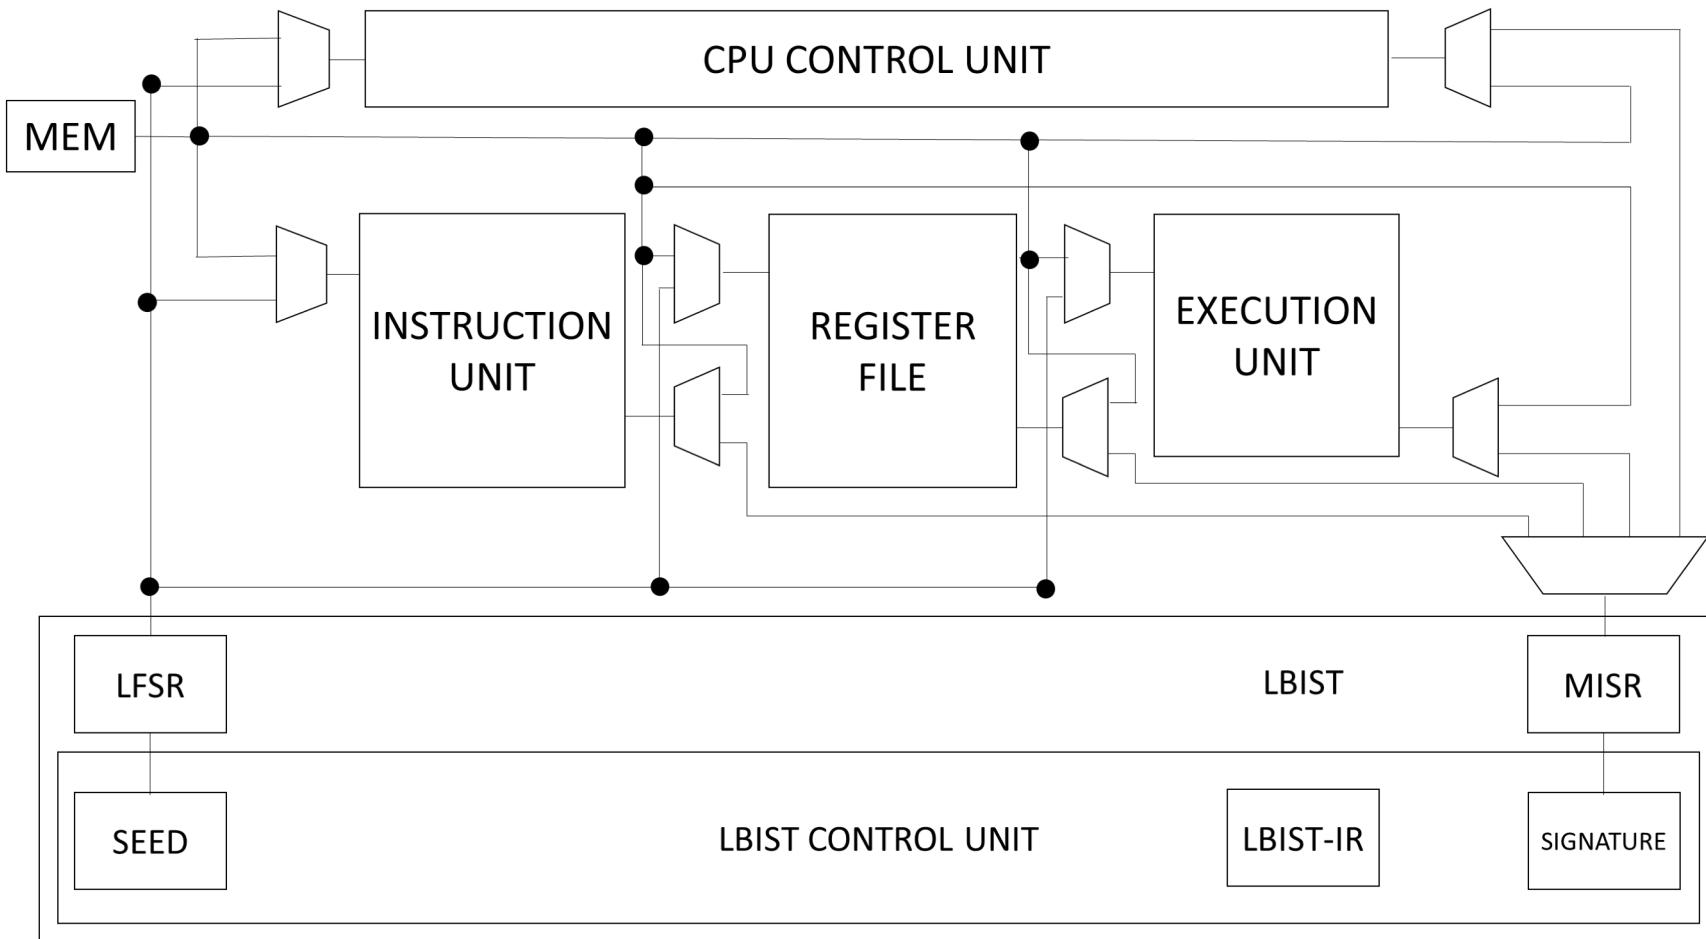 CPU CONTROL UNIT
MEM
INSTRUCTION
UNIT
REGISTER
FILE
EXECUTION
UNIT
LFSR
LBIST
MISR
SEED
LBIST CONTROL UNIT
LBIST-IR
SIGNATURE